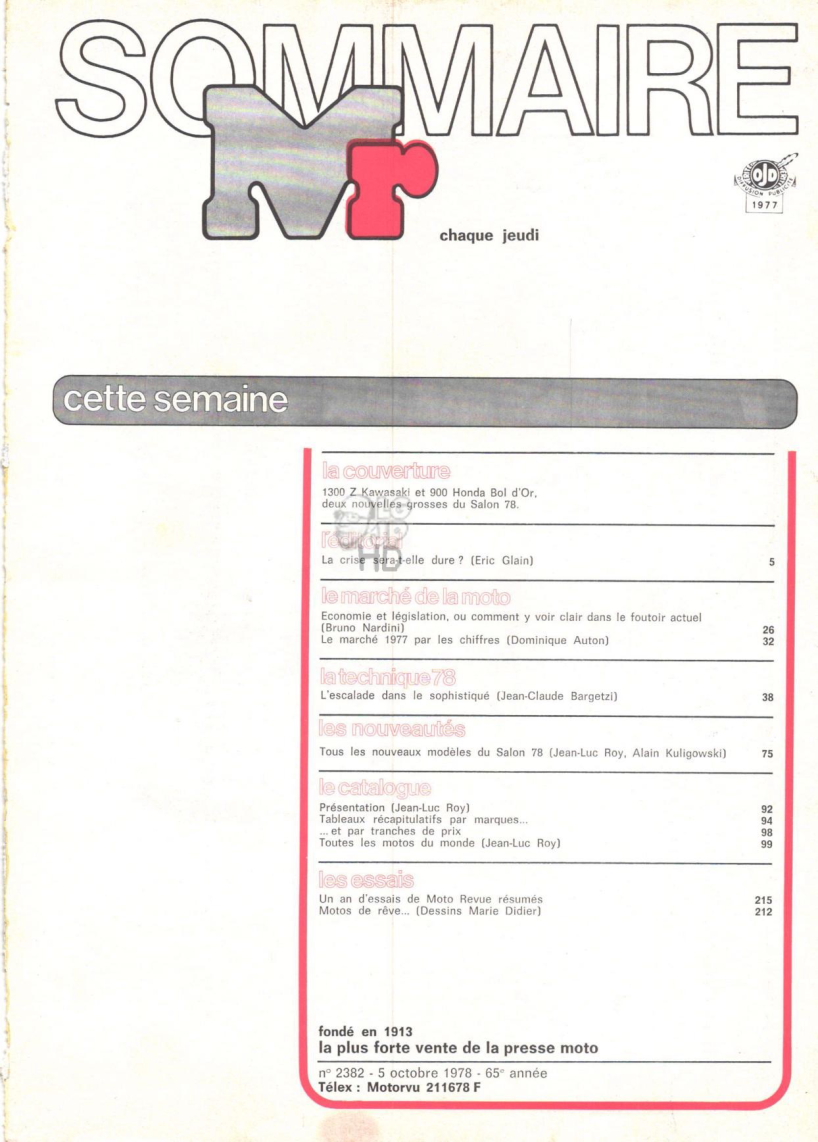 SOMMAIRE
Mr
OJD
DIFFUSION PUBLICITÉ
1977
chaque jeudi
cette semaine
la couverture
1300 Z Kawasaki et 900 Honda Bol d'Or,
deux nouvelles grosses du Salon 78.
HD
La crise sera-t-elle dure ? (Eric Glain) 5
le marché de la moto
Economie et législation, ou comment y voir clair dans le foutoir actuel
(Bruno Nardini) 26
Le marché 1977 par les chiffres (Dominique Auton) 32
la technique 78
L'escalade dans le sophistiqué (Jean-Claude Bargetzi) 38
les nouveautés
Tous les nouveaux modèles du Salon 78 (Jean-Luc Roy, Alain Kuligowski) 75
le catalogue
Présentation (Jean-Luc Roy) 92
Tableaux récapitulatifs par marques... 94
... et par tranches de prix 98
Toutes les motos du monde (Jean-Luc Roy) 99
les essais
Un an d'essais de Moto Revue résumés 215
Motos de rêve... (Dessins Marie Didier) 212
fondé en 1913
la plus forte vente de la presse moto
n° 2382 - 5 octobre 1978 - 65e année
Télex : Motorvu 211678 F